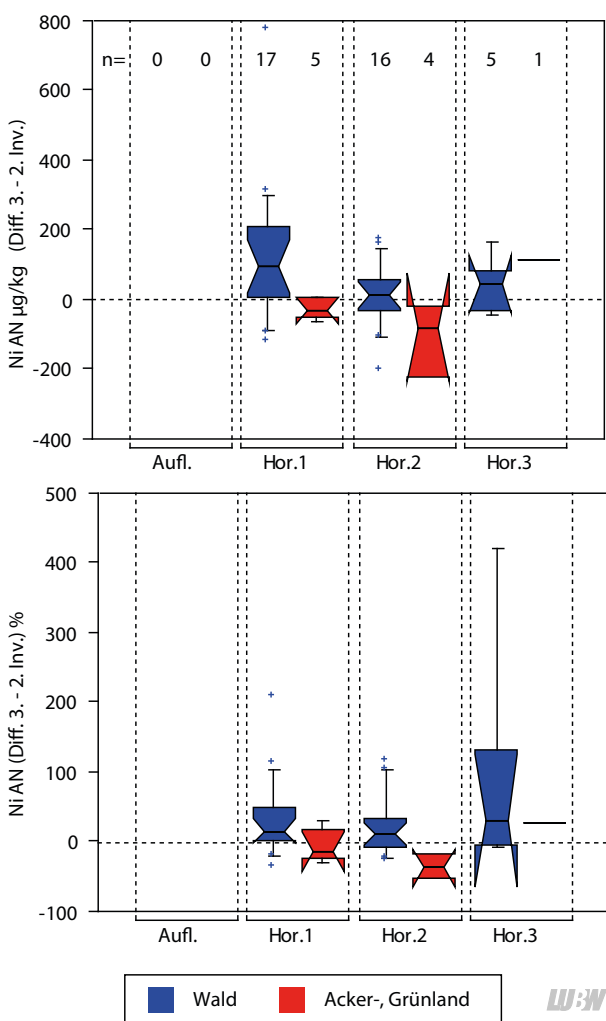 Ni AN µg/kg (Diff. 3. - 2. Inv.)
800
600
400
200
0
-200
-400
n= 0 0 17 5 16 4 5 1
Aufl. Hor.1 Hor.2 Hor.3
Ni AN (Diff. 3. - 2. Inv.) %
500
400
300
200
100
0
-100
Aufl. Hor.1 Hor.2 Hor.3
Wald Acker-, Grünland
LUBW